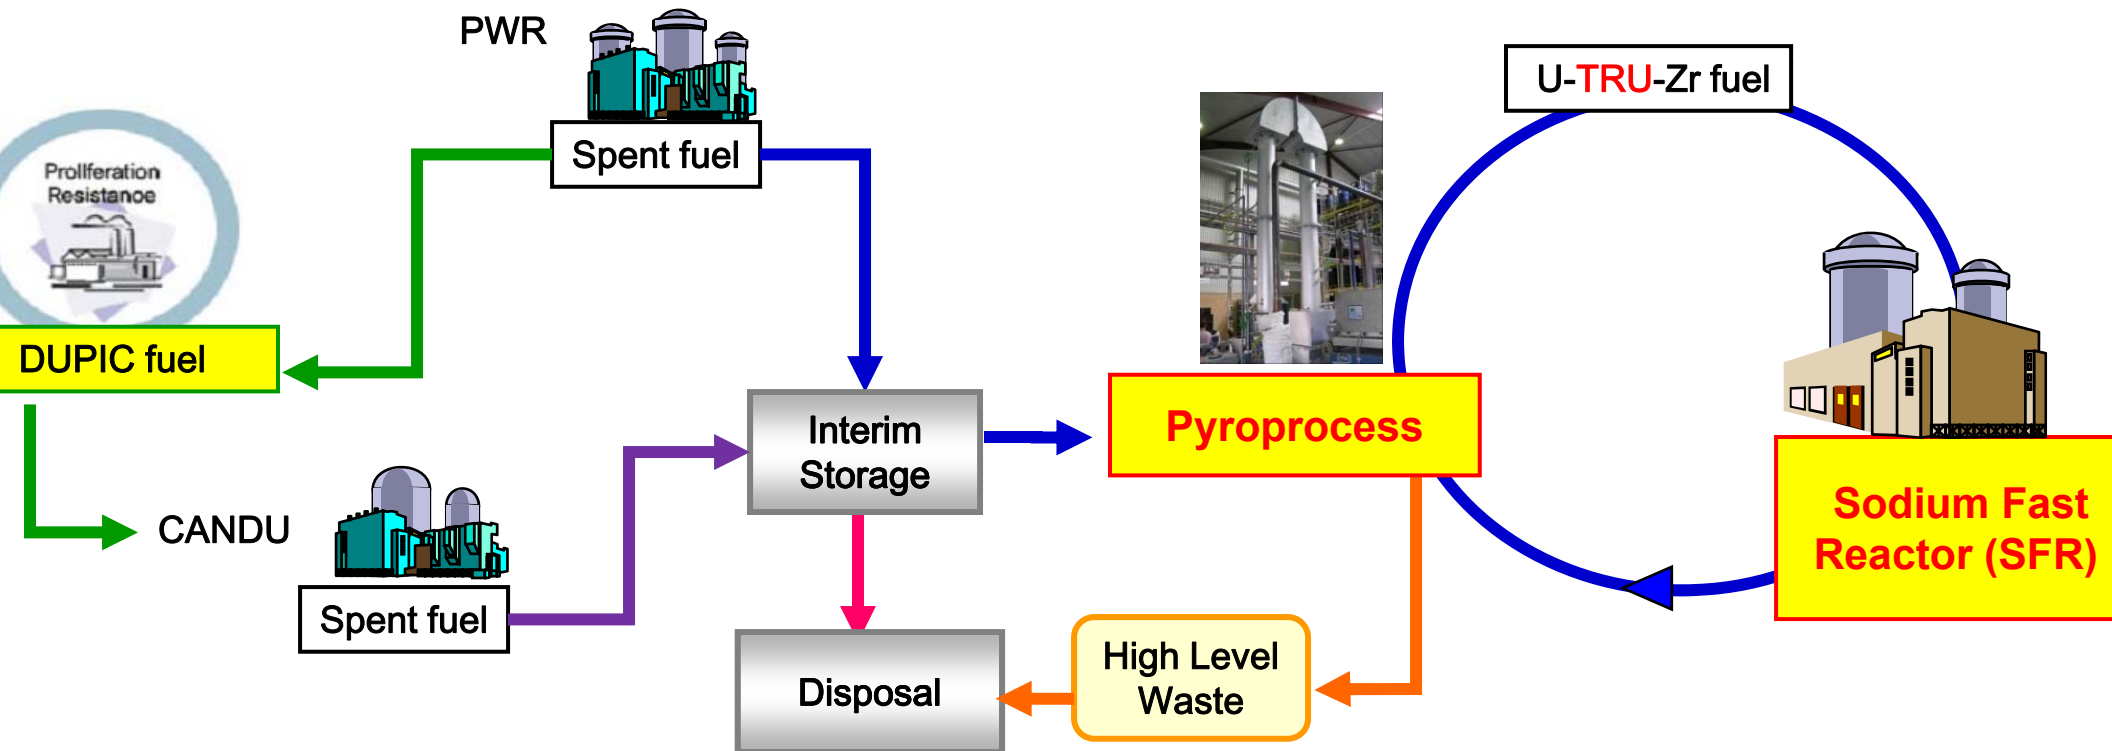 PWR
Spent fuel
U-TRU-Zr fuel
Prollferation
Resistanoe
DUPIC fuel
Interim
Storage
Pyroprocess
CANDU
Spent fuel
Sodium Fast
Reactor (SFR)
High Level
Waste
Disposal